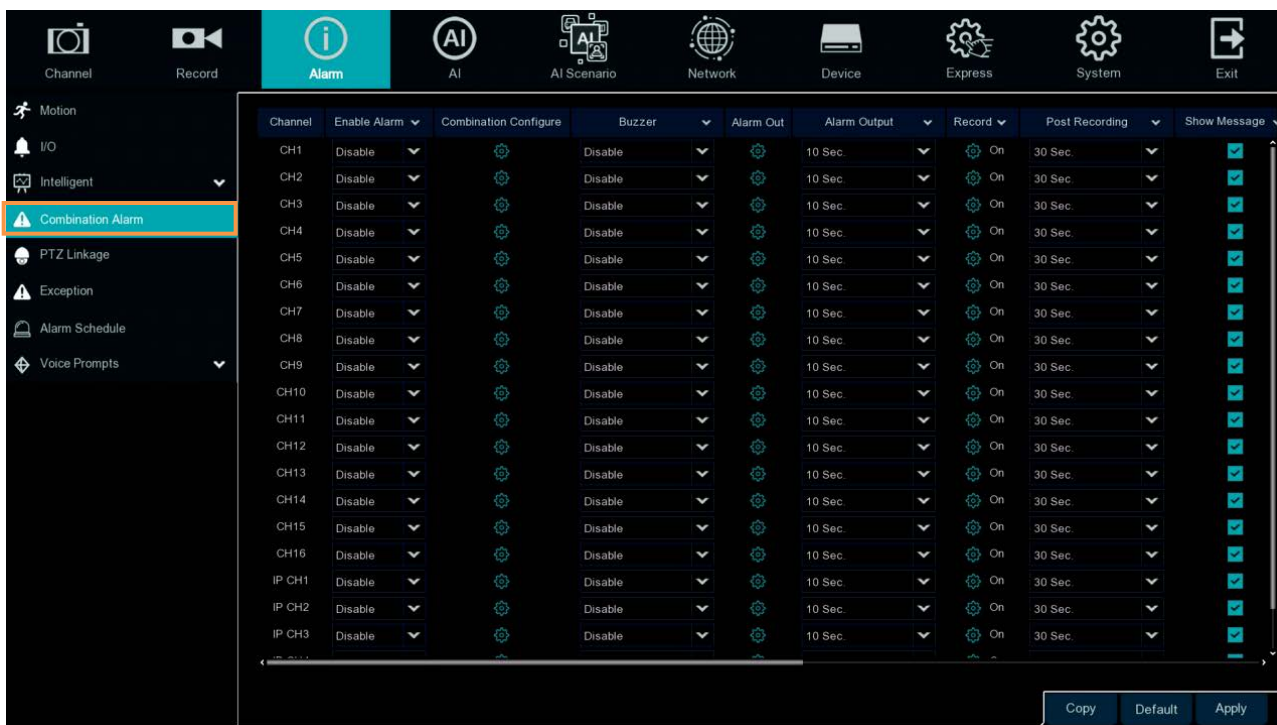 Channel Record Alarm AI AI Scenario Network Device Express System Exit
Motion
I/O
Intelligent
Combination Alarm
PTZ Linkage
Exception
Alarm Schedule
Voice Prompts
Channel Enable Alarm Combination Configure Buzzer Alarm Out Alarm Output Record Post Recording Show Message
CH1 Disable Disable 10 Sec. On 30 Sec.
CH2 Disable Disable 10 Sec. On 30 Sec.
CH3 Disable Disable 10 Sec. On 30 Sec.
CH4 Disable Disable 10 Sec. On 30 Sec.
CH5 Disable Disable 10 Sec. On 30 Sec.
CH6 Disable Disable 10 Sec. On 30 Sec.
CH7 Disable Disable 10 Sec. On 30 Sec.
CH8 Disable Disable 10 Sec. On 30 Sec.
CH9 Disable Disable 10 Sec. On 30 Sec.
CH10 Disable Disable 10 Sec. On 30 Sec.
CH11 Disable Disable 10 Sec. On 30 Sec.
CH12 Disable Disable 10 Sec. On 30 Sec.
CH13 Disable Disable 10 Sec. On 30 Sec.
CH14 Disable Disable 10 Sec. On 30 Sec.
CH15 Disable Disable 10 Sec. On 30 Sec.
CH16 Disable Disable 10 Sec. On 30 Sec.
IP CH1 Disable Disable 10 Sec. On 30 Sec.
IP CH2 Disable Disable 10 Sec. On 30 Sec.
IP CH3 Disable Disable 10 Sec. On 30 Sec.
Copy Default Apply